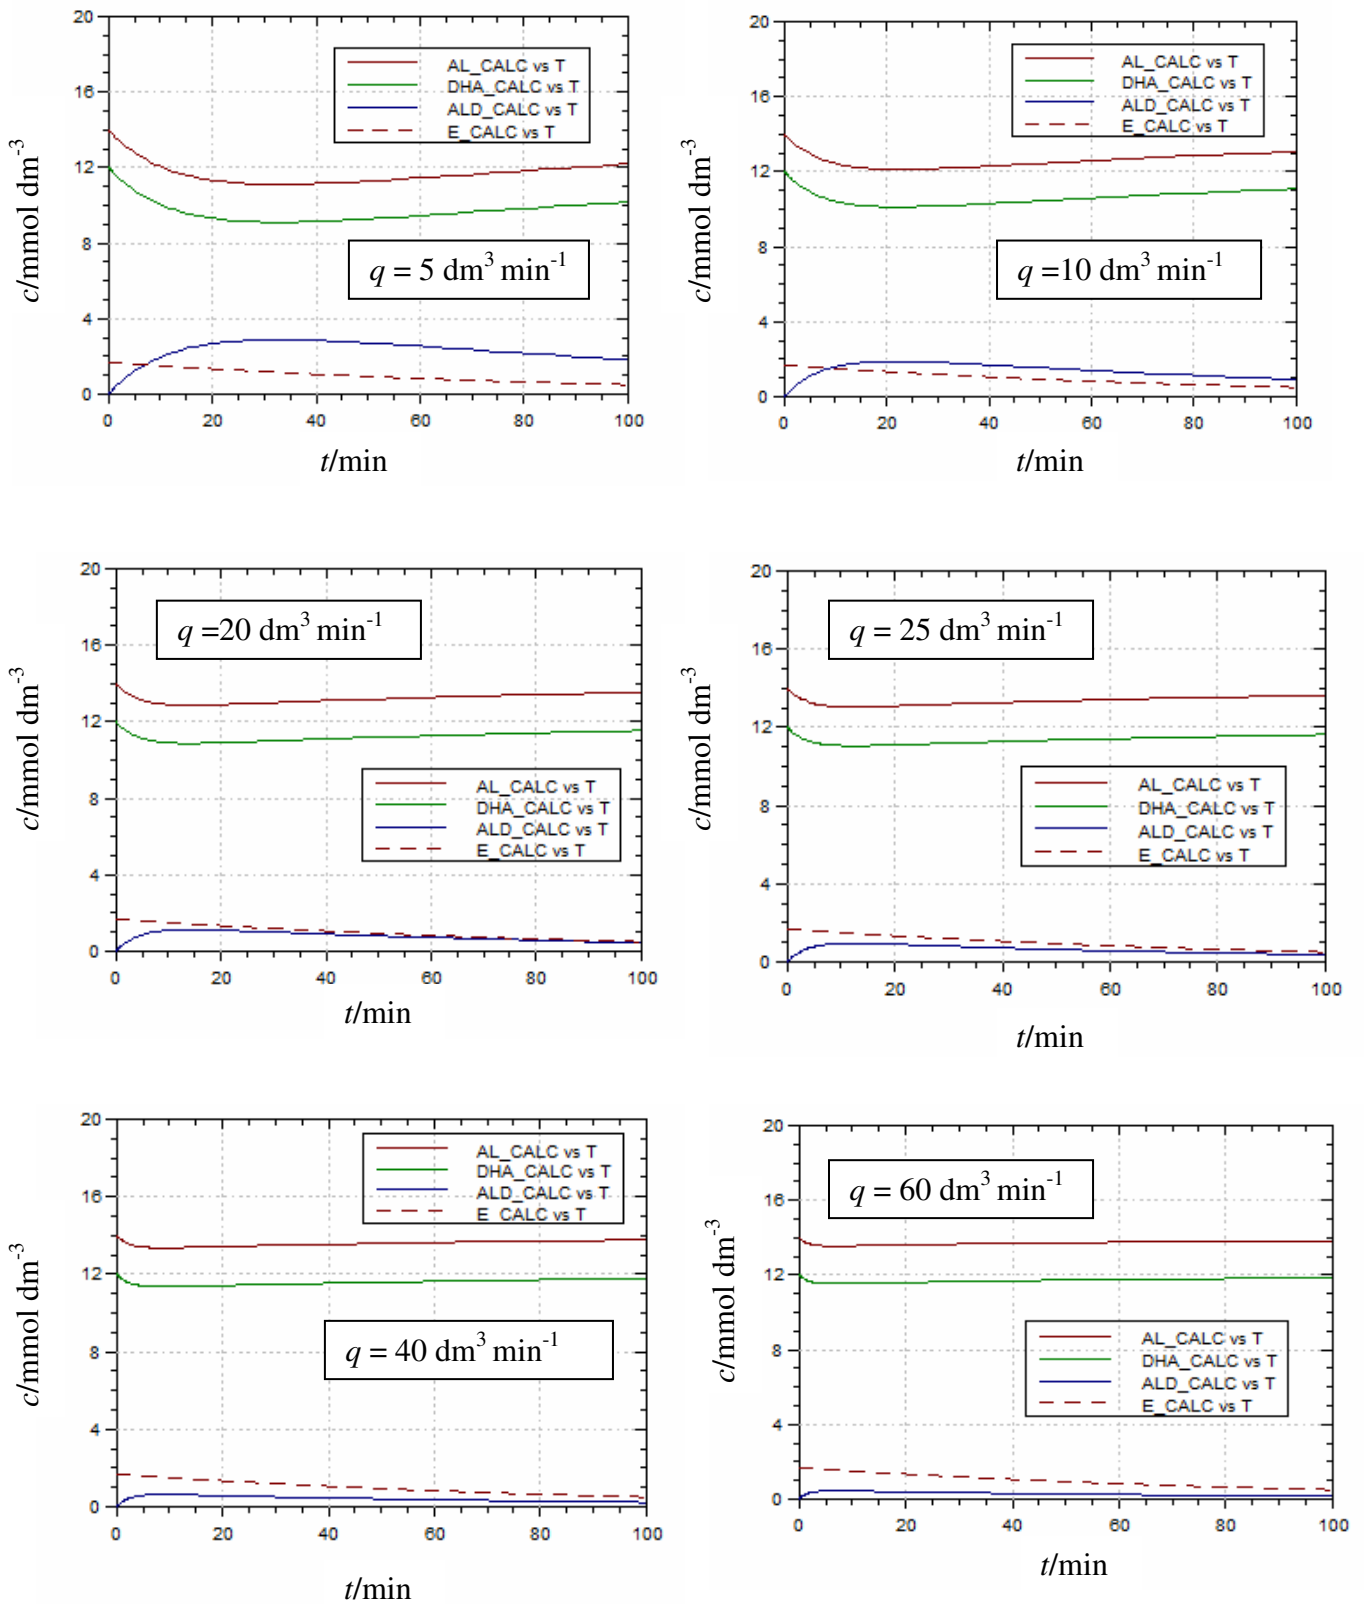 20
16
12
8
4
0
c/mmol dm⁻³
AL_CALC vs T
DHA_CALC vs T
ALD_CALC vs T
E_CALC vs T
q = 5 dm³ min⁻¹
0 20 40 60 80 100
t/min
20
16
12
8
4
0
c/mmol dm⁻³
AL_CALC vs T
DHA_CALC vs T
ALD_CALC vs T
E_CALC vs T
q =10 dm³ min⁻¹
0 20 40 60 80 100
t/min
20
16
12
8
4
0
c/mmol dm⁻³
q =20 dm³ min⁻¹
AL_CALC vs T
DHA_CALC vs T
ALD_CALC vs T
E_CALC vs T
0 20 40 60 80 100
t/min
20
16
12
8
4
0
c/mmol dm⁻³
q = 25 dm³ min⁻¹
AL_CALC vs T
DHA_CALC vs T
ALD_CALC vs T
E_CALC vs T
0 20 40 60 80 100
t/min
20
16
12
8
4
0
c/mmol dm⁻³
AL_CALC vs T
DHA_CALC vs T
ALD_CALC vs T
E_CALC vs T
q = 40 dm³ min⁻¹
0 20 40 60 80 100
t/min
20
16
12
8
4
0
c/mmol dm⁻³
q = 60 dm³ min⁻¹
AL_CALC vs T
DHA_CALC vs T
ALD_CALC vs T
E_CALC vs T
0 20 40 60 80 100
t/min